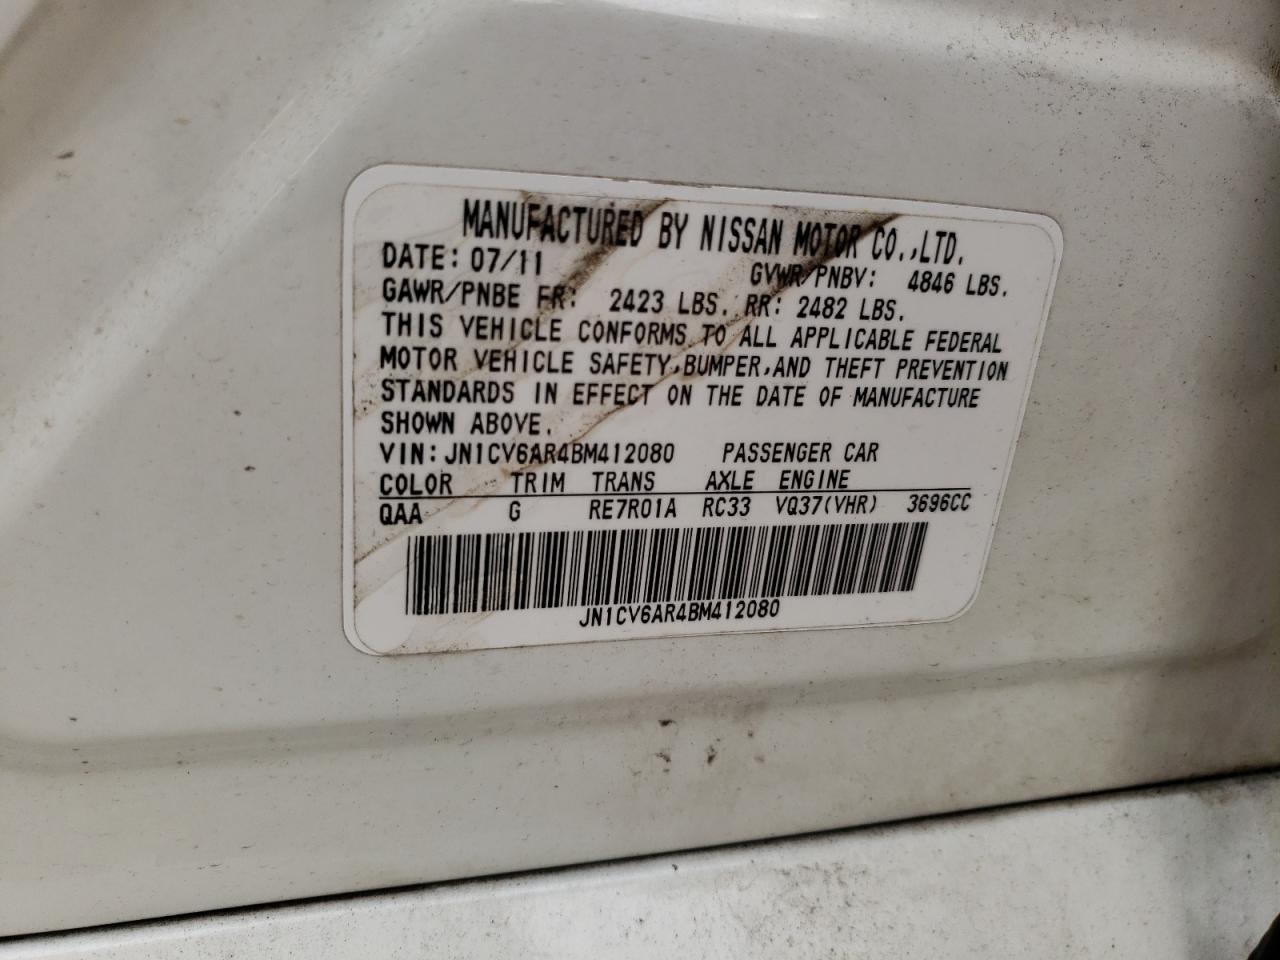 MANUFACTURED BY NISSAN MOTOR CO.,LTD.
DATE: 07/11 GVWR/PNBV: 4846 LBS.
GAWR/PNBE FR: 2423 LBS. RR: 2482 LBS.
THIS VEHICLE CONFORMS TO ALL APPLICABLE FEDERAL
MOTOR VEHICLE SAFETY,BUMPER,AND THEFT PREVENTION
STANDARDS IN EFFECT ON THE DATE OF MANUFACTURE
SHOWN ABOVE.
VIN: JN1CV6AR4BM412080 PASSENGER CAR
COLOR TRIM TRANS AXLE ENGINE
QAA G RE7R01A RC33 VQ37(VHR) 3696CC
JN1CV6AR4BM412080